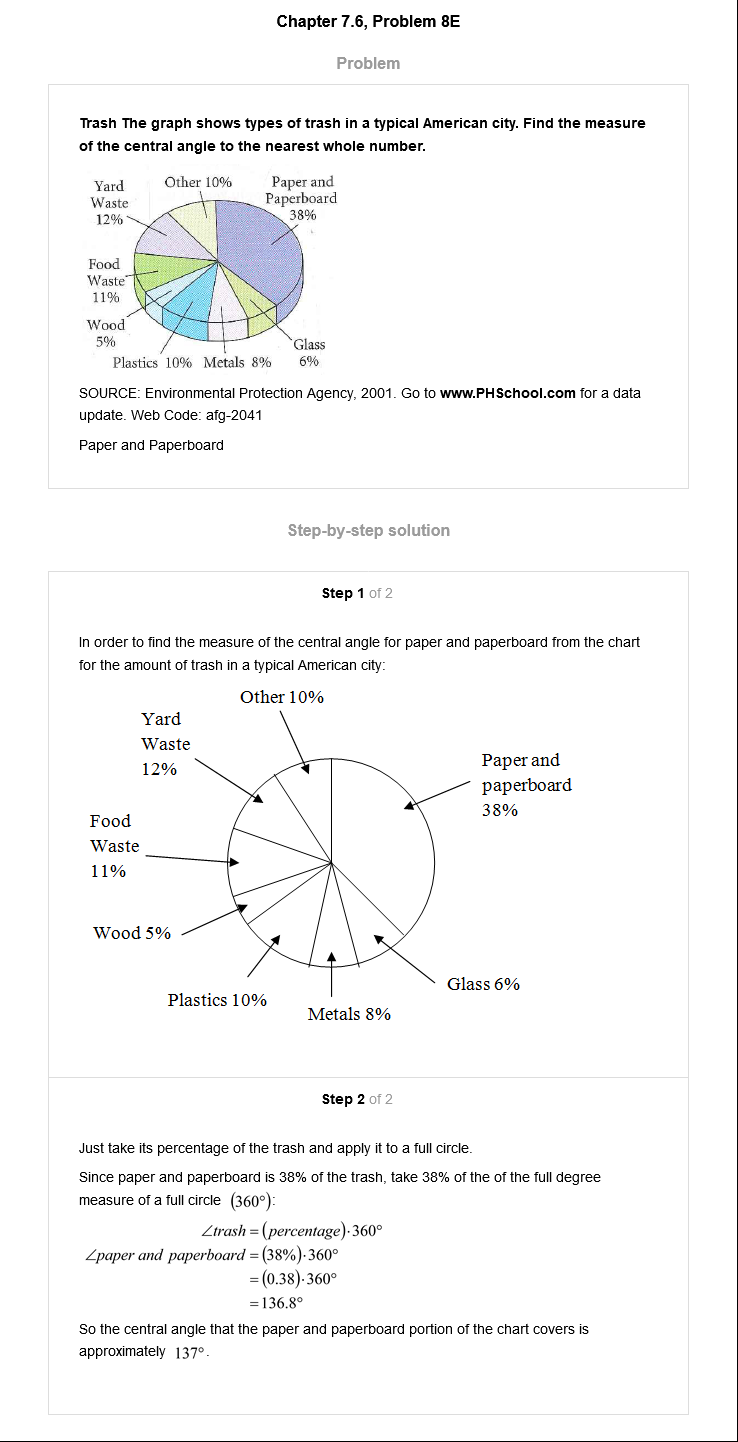 Chapter 7.6, Problem 8E
Problem
Trash The graph shows types of trash in a typical American city. Find the measure
of the central angle to the nearest whole number.
Yard
Waste
12%
Other 10%
Paper and
Paperboard
38%
Food
Waste
11%
Wood
5%
Plastics 10%
Metals 8%
Glass
6%
SOURCE: Environmental Protection Agency, 2001. Go to www.PHSchool.com for a data
update. Web Code: afg-2041
Paper and Paperboard
Step-by-step solution
Step 1 of 2
In order to find the measure of the central angle for paper and paperboard from the chart
for the amount of trash in a typical American city:
Other 10%
Yard
Waste
12%
Paper and
paperboard
38%
Food
Waste
11%
Wood 5%
Plastics 10%
Metals 8%
Glass 6%
Step 2 of 2
Just take its percentage of the trash and apply it to a full circle.
Since paper and paperboard is 38% of the trash, take 38% of the of the full degree
measure of a full circle (360°):
∠trash = (percentage)·360°
∠paper and paperboard = (38%)·360°
= (0.38)·360°
= 136.8°
So the central angle that the paper and paperboard portion of the chart covers is
approximately 137°.